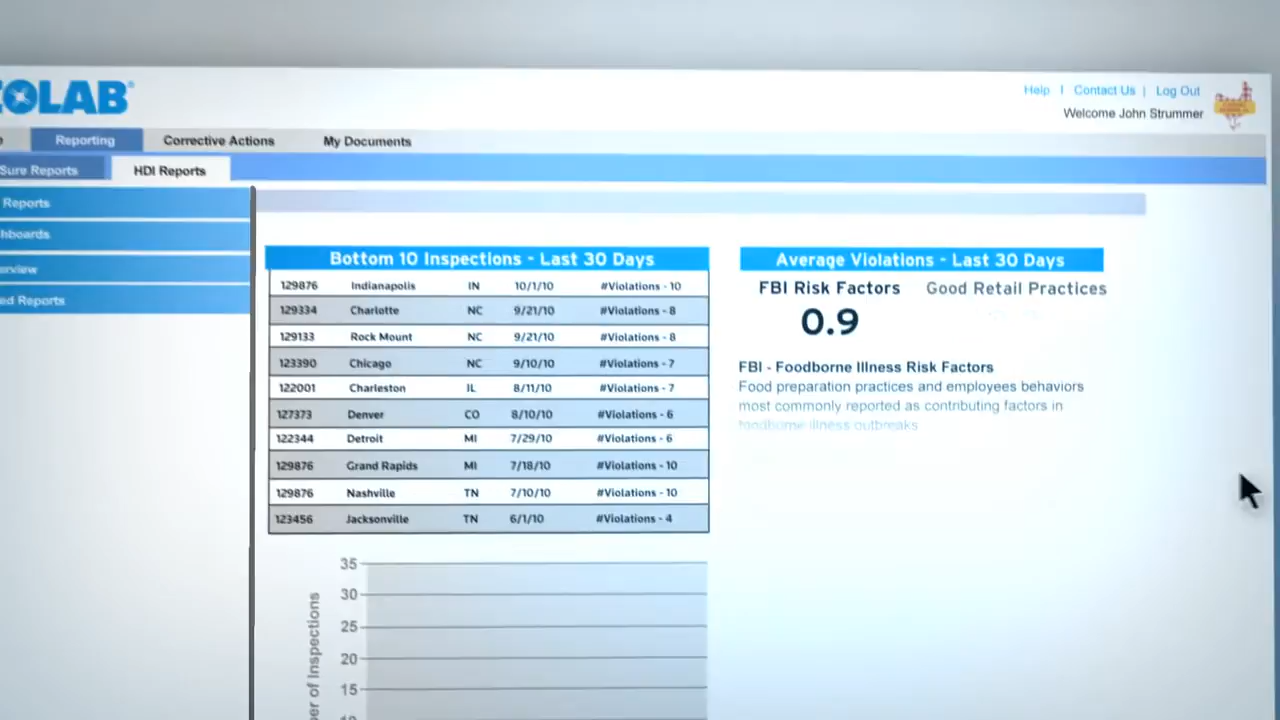 COLAB
Help | Contact Us | Log Out
Welcome John Strummer
Reporting Corrective Actions My Documents
Sure Reports HDI Reports
Reports
hboards
erview
ed Reports
Bottom 10 Inspections - Last 30 Days
129876 Indianapolis IN 10/1/10 #Violations - 10
129334 Charlotte NC 9/21/10 #Violations - 8
129133 Rock Mount NC 9/21/10 #Violations - 8
123390 Chicago NC 9/10/10 #Violations - 7
122001 Charleston IL 8/11/10 #Violations - 7
127373 Denver CO 8/10/10 #Violations - 6
122344 Detroit MI 7/29/10 #Violations - 6
129876 Grand Rapids MI 7/18/10 #Violations - 10
129876 Nashville TN 7/10/10 #Violations - 10
123456 Jacksonville TN 6/1/10 #Violations - 4
Average Violations - Last 30 Days
FBI Risk Factors Good Retail Practices
0.9
FBI - Foodborne Illness Risk Factors
Food preparation practices and employees behaviors
most commonly reported as contributing factors in
foodborne illness outbreaks
35
30
25
20
15
10
er of Inspections